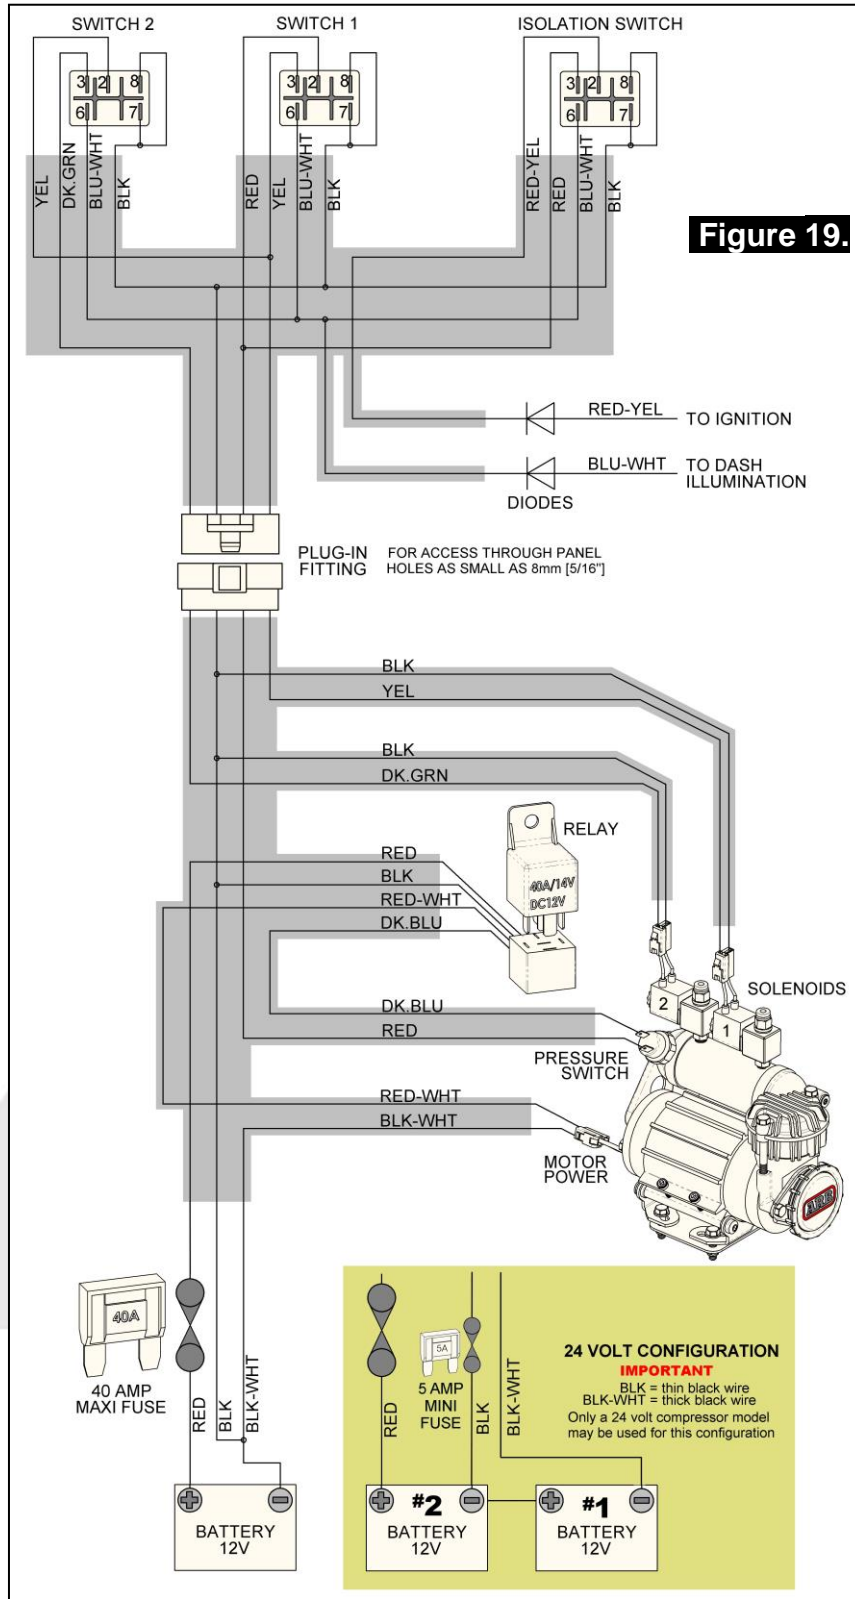 SWITCH 2
SWITCH 1
ISOLATION SWITCH
3 2 8
6 7
3 2 8
6 7
3 2 8
6 7
YEL
DK.GRN
BLU-WHT
BLK
RED
YEL
BLU-WHT
BLK
RED-YEL
RED
BLU-WHT
BLK
Figure 19.
RED-YEL
TO IGNITION
BLU-WHT
TO DASH
ILLUMINATION
DIODES
PLUG-IN
FITTING
FOR ACCESS THROUGH PANEL
HOLES AS SMALL AS 8mm [5/16"]
BLK
YEL
BLK
DK.GRN
RELAY
40A/14V
DC12V
RED
BLK
RED-WHT
DK.BLU
SOLENOIDS
2
1
DK.BLU
RED
PRESSURE
SWITCH
RED-WHT
BLK-WHT
MOTOR
POWER
ARB
40A
40 AMP
MAXI FUSE
RED
BLK
BLK-WHT
BATTERY
12V
5A
5 AMP
MINI
FUSE
RED
BLK
BLK-WHT
24 VOLT CONFIGURATION
IMPORTANT
BLK = thin black wire
BLK-WHT = thick black wire
Only a 24 volt compressor model
may be used for this configuration
#2
BATTERY
12V
#1
BATTERY
12V